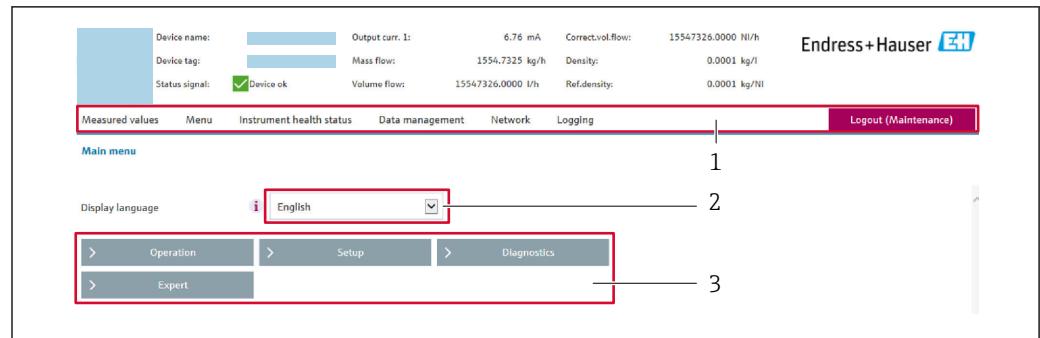 Device name: Output curr. 1: 6.76 mA Correct.vol.flow: 15547326.0000 Nl/h
Endress+Hauser EH
Device tag: Mass flow: 1554.7325 kg/h Density: 0.0001 kg/l
Status signal: Device ok Volume flow: 15547326.0000 l/h Ref.density: 0.0001 kg/Nl
Measured values Menu Instrument health status Data management Network Logging Logout (Maintenance)
1
Main menu
Display language i English 2
> Operation > Setup > Diagnostics
> Expert 3